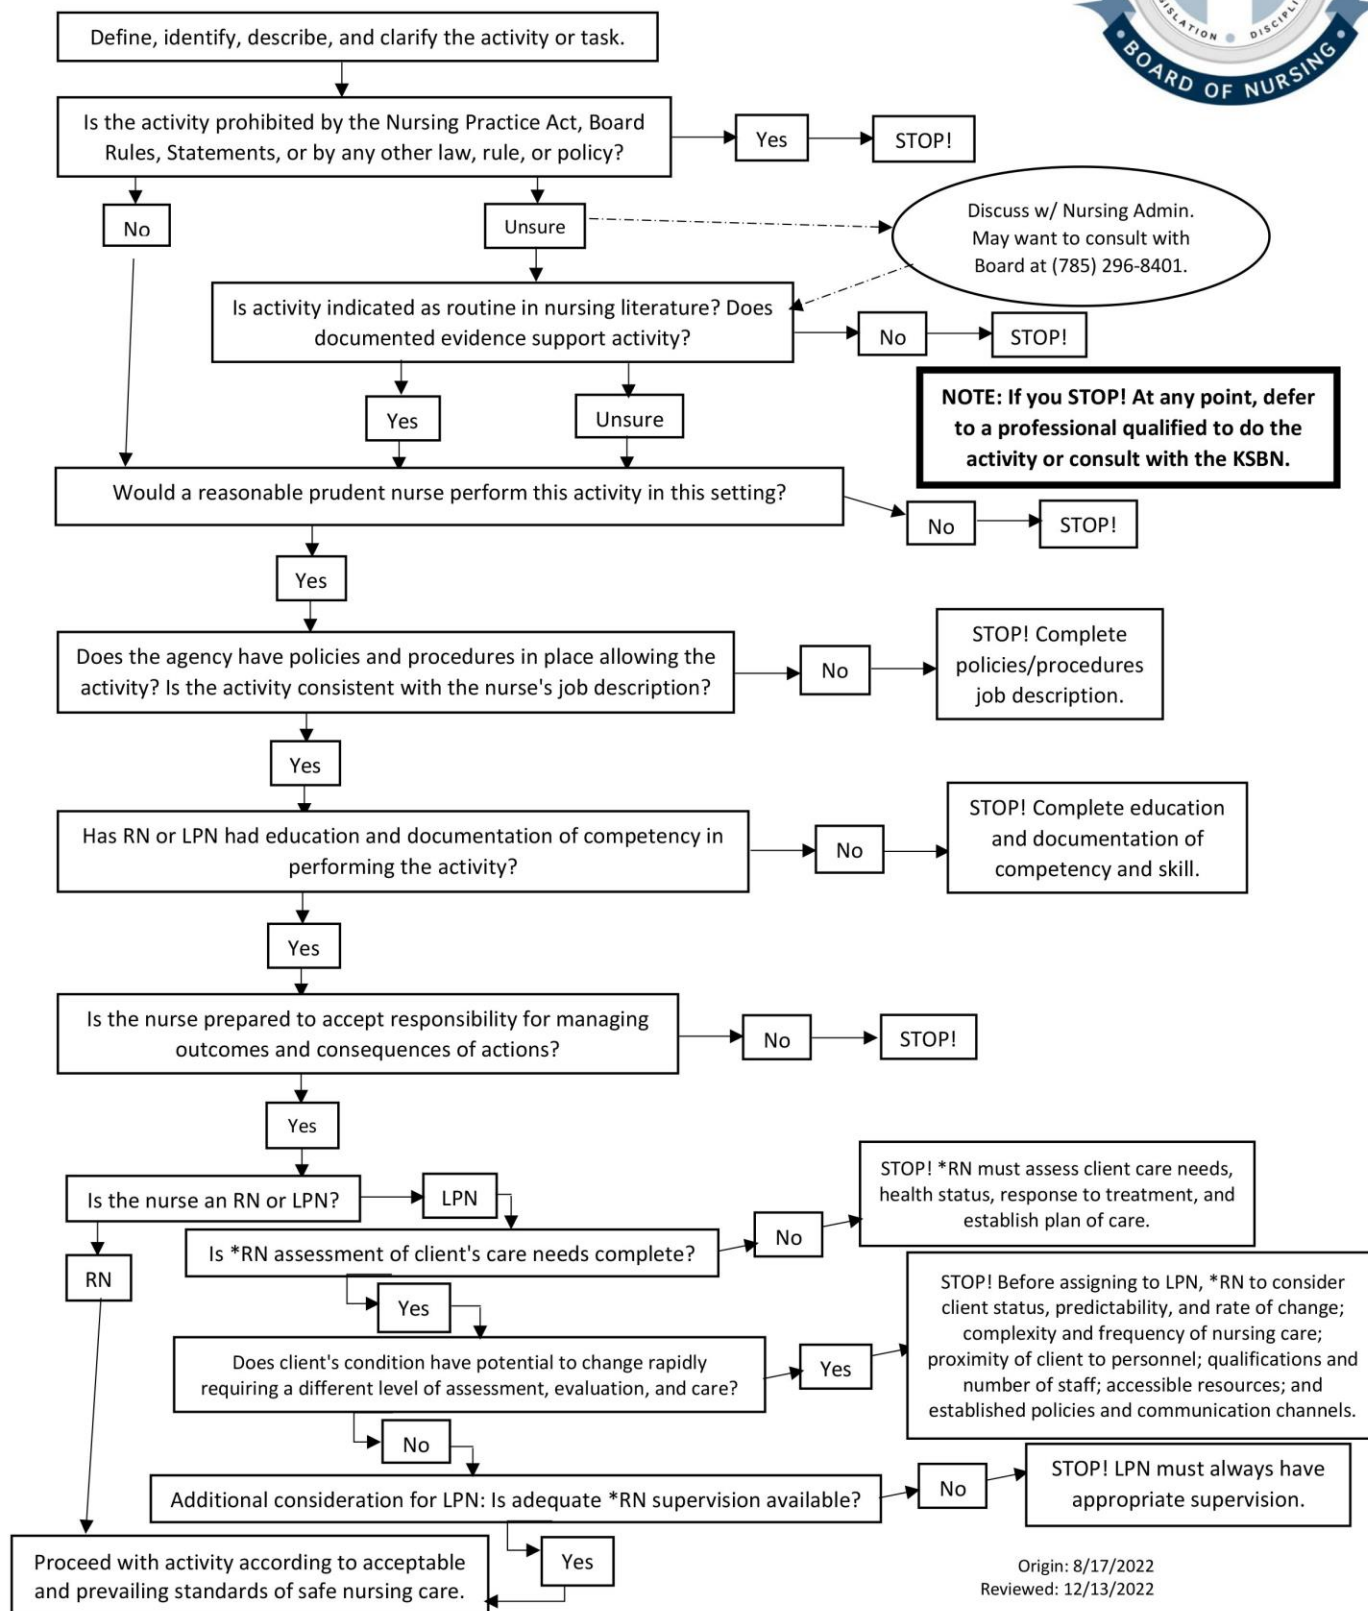 ISLATION DISCIPLI
BOARD OF NURSING
Define, identify, describe, and clarify the activity or task.
Is the activity prohibited by the Nursing Practice Act, Board
Rules, Statements, or by any other law, rule, or policy?
Yes
STOP!
No
Unsure
Discuss w/ Nursing Admin.
May want to consult with
Board at (785) 296-8401.
Is activity indicated as routine in nursing literature? Does
documented evidence support activity?
No
STOP!
Yes
Unsure
NOTE: If you STOP! At any point, defer
to a professional qualified to do the
activity or consult with the KSBN.
Would a reasonable prudent nurse perform this activity in this setting?
No
STOP!
Yes
Does the agency have policies and procedures in place allowing the
activity? Is the activity consistent with the nurse's job description?
No
STOP! Complete
policies/procedures
job description.
Yes
Has RN or LPN had education and documentation of competency in
performing the activity?
No
STOP! Complete education
and documentation of
competency and skill.
Yes
Is the nurse prepared to accept responsibility for managing
outcomes and consequences of actions?
No
STOP!
Yes
Is the nurse an RN or LPN?
LPN
RN
Is *RN assessment of client's care needs complete?
No
STOP! *RN must assess client care needs,
health status, response to treatment, and
establish plan of care.
Yes
Does client's condition have potential to change rapidly
requiring a different level of assessment, evaluation, and care?
Yes
STOP! Before assigning to LPN, *RN to consider
client status, predictability, and rate of change;
complexity and frequency of nursing care;
proximity of client to personnel; qualifications and
number of staff; accessible resources; and
established policies and communication channels.
No
Additional consideration for LPN: Is adequate *RN supervision available?
No
STOP! LPN must always have
appropriate supervision.
Yes
Proceed with activity according to acceptable
and prevailing standards of safe nursing care.
Origin: 8/17/2022
Reviewed: 12/13/2022